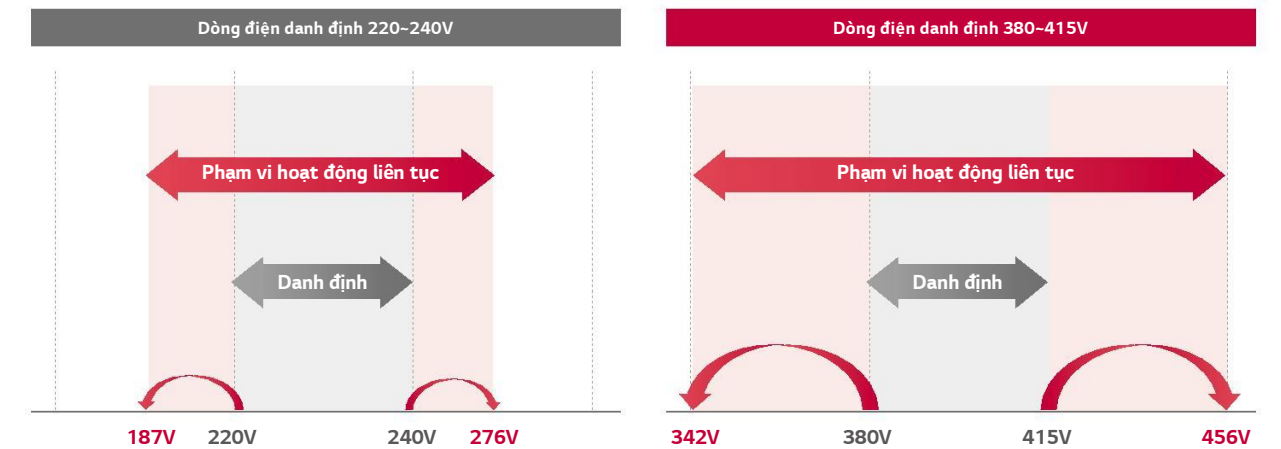 Dòng điện danh định 220~240V
Phạm vi hoạt động liên tục
Danh định
187V 220V 240V 276V
Dòng điện danh định 380~415V
Phạm vi hoạt động liên tục
Danh định
342V 380V 415V 456V